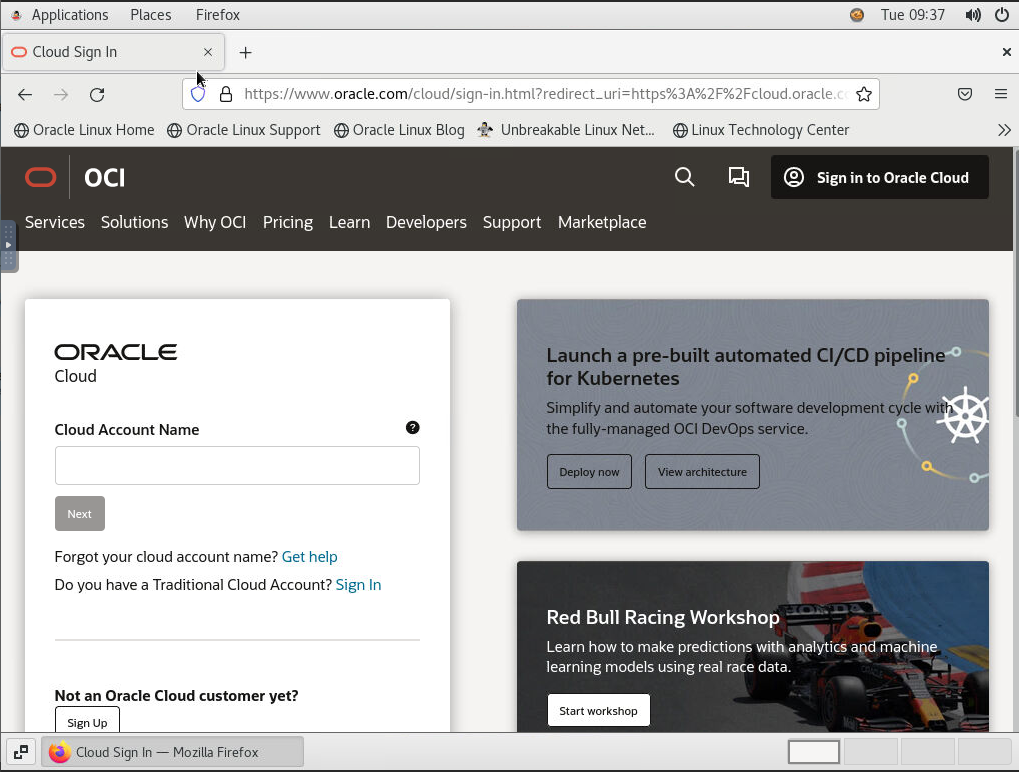 Applications Places Firefox Tue 09:37
Cloud Sign In
https://www.oracle.com/cloud/sign-in.html?redirect_uri=https%3A%2F%2Fcloud.oracle.co
Oracle Linux Home Oracle Linux Support Oracle Linux Blog Unbreakable Linux Net... Linux Technology Center
OCI Sign in to Oracle Cloud
Services Solutions Why OCI Pricing Learn Developers Support Marketplace
ORACLE
Cloud
Cloud Account Name
Next
Forgot your cloud account name? Get help
Do you have a Traditional Cloud Account? Sign In
Not an Oracle Cloud customer yet?
Sign Up
Launch a pre-built automated CI/CD pipeline
for Kubernetes
Simplify and automate your software development cycle with
the fully-managed OCI DevOps service.
Deploy now View architecture
Red Bull Racing Workshop
Learn how to make predictions with analytics and machine
learning models using real race data.
Start workshop
Cloud Sign In — Mozilla Firefox